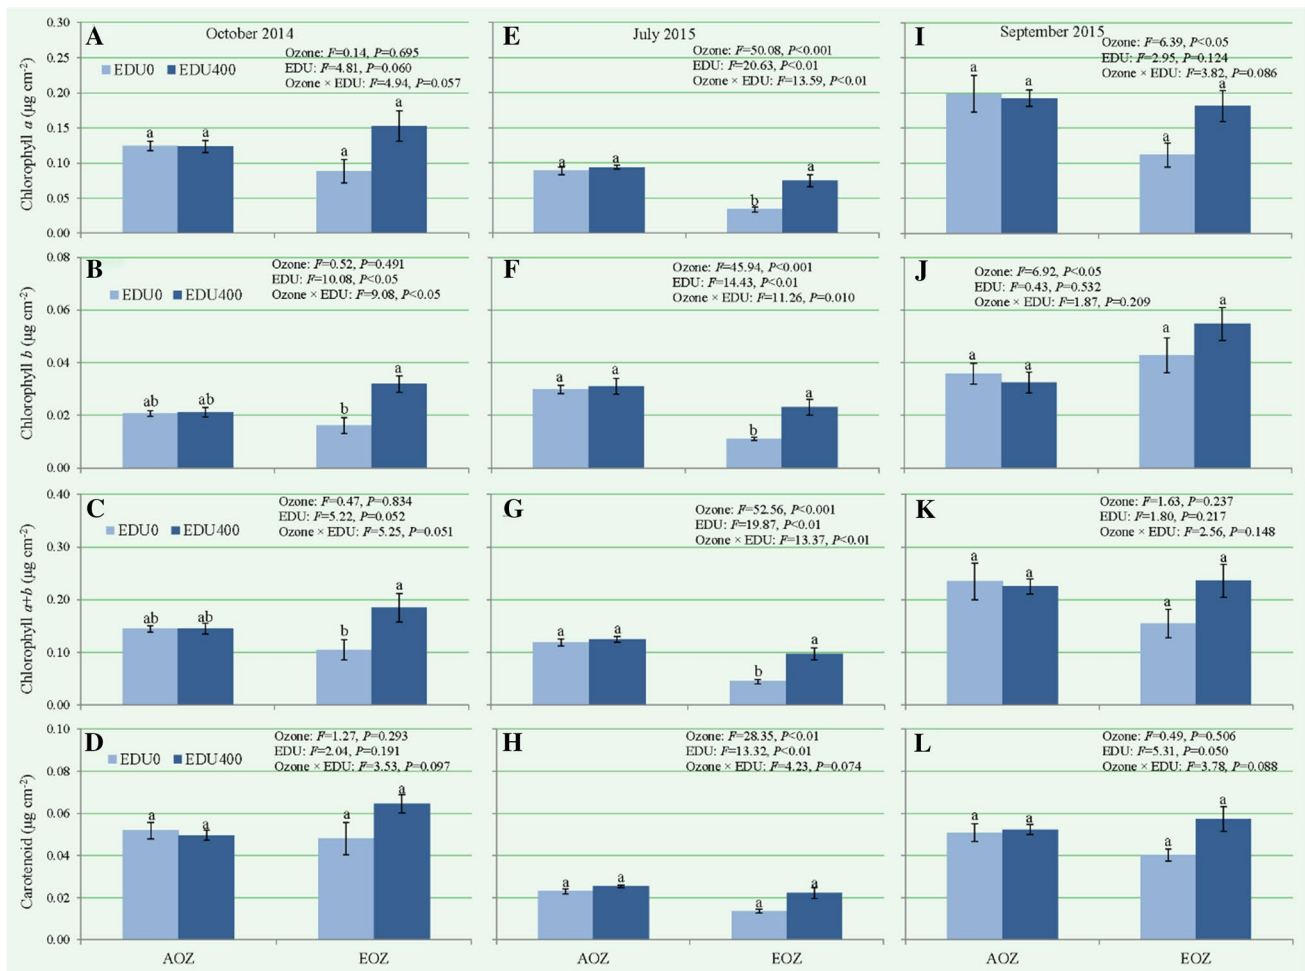 A
October 2014
Ozone: F=0.14, P=0.695
EDU: F=4.81, P=0.060
Ozone × EDU: F=4.94, P=0.057
EDU0
EDU400
Chlorophyll a (µg cm-2)
0.30
0.25
0.20
0.15
0.10
0.05
0.00
a
a
a
a
E
July 2015
Ozone: F=50.08, P<0.001
EDU: F=20.63, P<0.01
Ozone × EDU: F=13.59, P<0.01
a
a
b
a
I
September 2015
Ozone: F=6.39, P<0.05
EDU: F=2.95, P=0.124
Ozone × EDU: F=3.82, P=0.086
a
a
a
a
B
Ozone: F=0.52, P=0.491
EDU: F=10.08, P<0.05
Ozone × EDU: F=9.08, P<0.05
EDU0
EDU400
Chlorophyll b (µg cm-2)
0.08
0.06
0.04
0.02
0.00
ab
ab
b
a
F
Ozone: F=45.94, P<0.001
EDU: F=14.43, P<0.01
Ozone × EDU: F=11.26, P=0.010
a
a
b
a
J
Ozone: F=6.92, P<0.05
EDU: F=0.43, P=0.532
Ozone × EDU: F=1.87, P=0.209
a
a
a
a
C
Ozone: F=0.47, P=0.834
EDU: F=5.22, P=0.052
Ozone × EDU: F=5.25, P=0.051
EDU0
EDU400
Chlorophyll a+b (µg cm-2)
0.40
0.30
0.20
0.10
0.00
ab
ab
b
a
G
Ozone: F=52.56, P<0.001
EDU: F=19.87, P<0.01
Ozone × EDU: F=13.37, P<0.01
a
a
b
a
K
Ozone: F=1.63, P=0.237
EDU: F=1.80, P=0.217
Ozone × EDU: F=2.56, P=0.148
a
a
a
a
D
Ozone: F=1.27, P=0.293
EDU: F=2.04, P=0.191
Ozone × EDU: F=3.53, P=0.097
EDU0
EDU400
Carotenoid (µg cm-2)
0.10
0.08
0.06
0.04
0.02
0.00
a
a
a
a
AOZ
EOZ
H
Ozone: F=28.35, P<0.01
EDU: F=13.32, P<0.01
Ozone × EDU: F=4.23, P=0.074
a
a
a
a
AOZ
EOZ
L
Ozone: F=0.49, P=0.506
EDU: F=5.31, P=0.050
Ozone × EDU: F=3.78, P=0.088
a
a
a
a
AOZ
EOZ